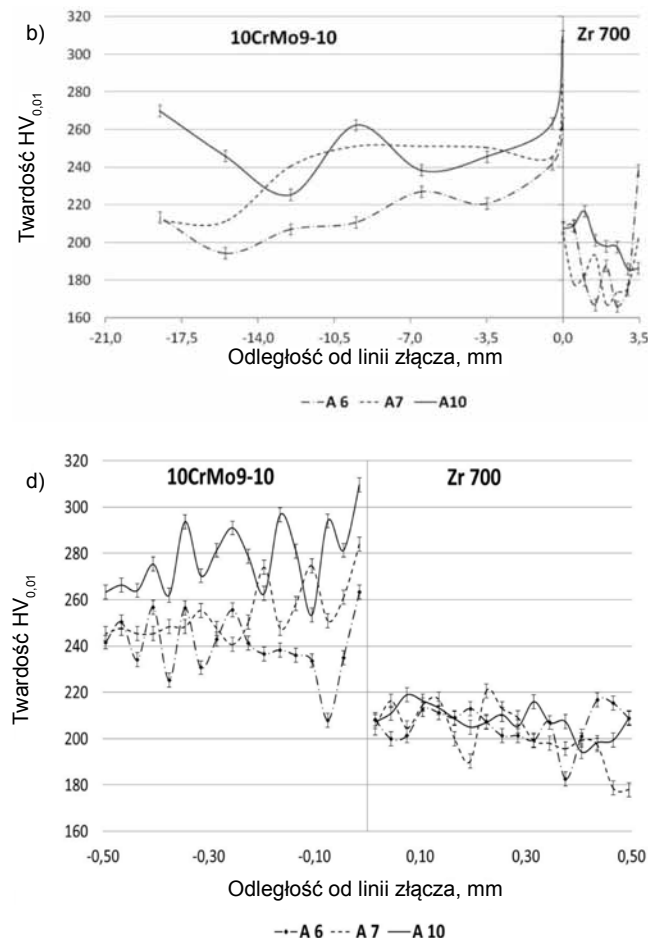 b)
10CrMo9-10
Zr 700
Twardość HV0,01
320
300
280
260
240
220
200
180
160
-21,0 -17,5 -14,0 -10,5 -7,0 -3,5 0,0 3,5
Odległość od linii złącza, mm
A 6 A7 A10
d)
10CrMo9-10
Zr 700
Twardość HV0,01
320
300
280
260
240
220
200
180
160
-0,50 -0,30 -0,10 0,10 0,30 0,50
Odległość od linii złącza, mm
A 6 A 7 A 10